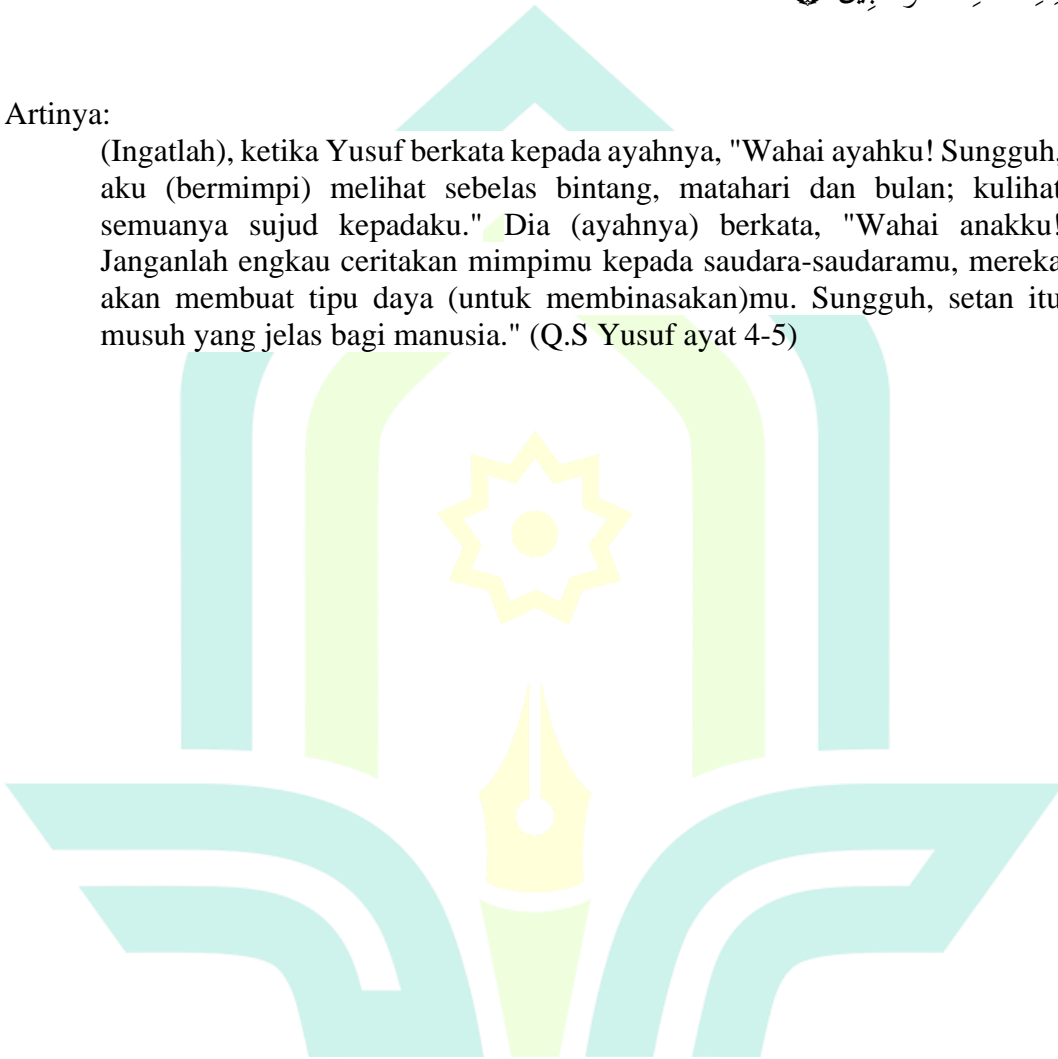 Artinya:
(Ingatlah), ketika Yusuf berkata kepada ayahnya, "Wahai ayahku! Sungguh,
aku (bermimpi) melihat sebelas bintang, matahari dan bulan; kulihat
semuanya sujud kepadaku." Dia (ayahnya) berkata, "Wahai anakku!
Janganlah engkau ceritakan mimpimu kepada saudara-saudaramu, mereka
akan membuat tipu daya (untuk membinasakan)mu. Sungguh, setan itu
musuh yang jelas bagi manusia." (Q.S Yusuf ayat 4-5)